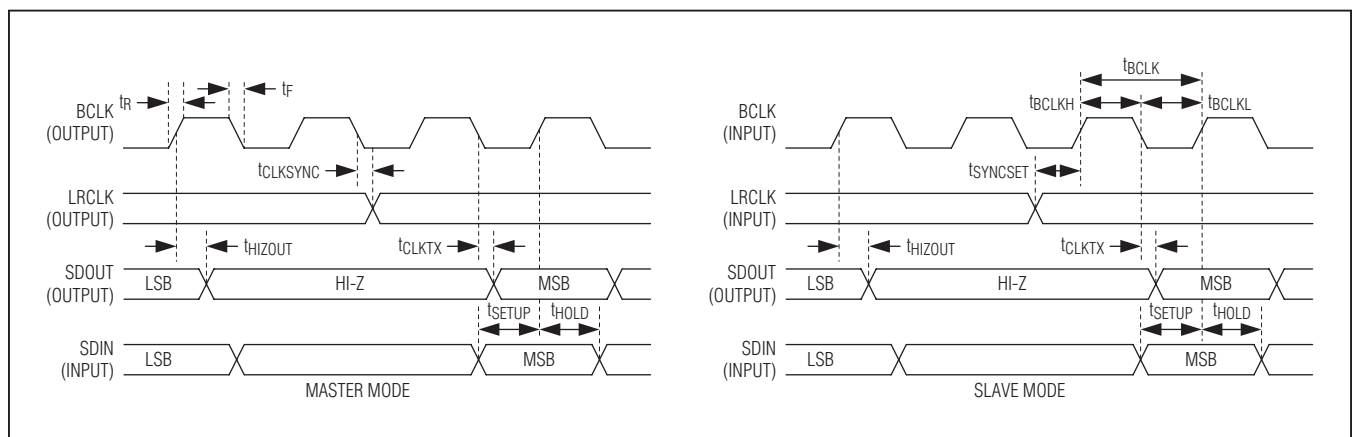 tR
tF
BCLK
(OUTPUT)
tCLKSYNC
LRCLK
(OUTPUT)
tHIZOUT
tCLKTX
SDOUT
(OUTPUT)
LSB
HI-Z
MSB
tSETUP
tHOLD
SDIN
(INPUT)
LSB
MSB
MASTER MODE
tBCLK
tBCLKH
tBCLKL
BCLK
(INPUT)
tSYNCSET
LRCLK
(INPUT)
tHIZOUT
tCLKTX
SDOUT
(OUTPUT)
LSB
HI-Z
MSB
tSETUP
tHOLD
SDIN
(INPUT)
LSB
MSB
SLAVE MODE